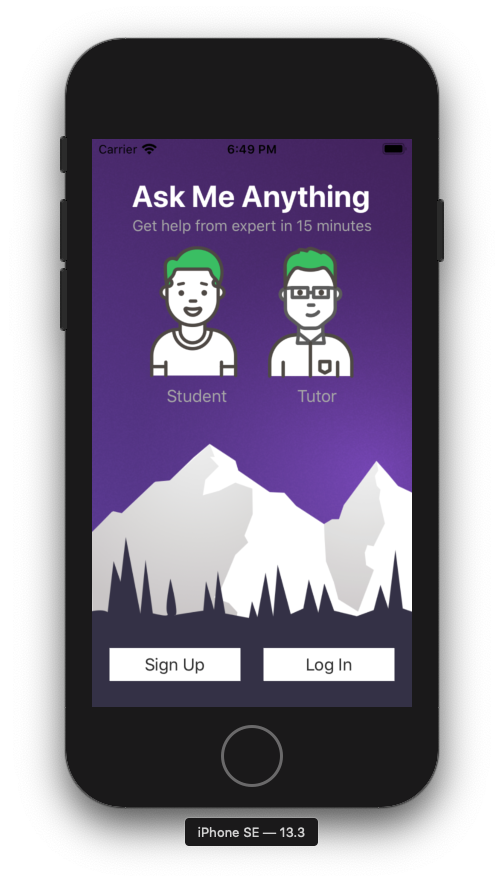 Carrier 6:49 PM
Ask Me Anything
Get help from expert in 15 minutes
Student Tutor
Sign Up Log In
iPhone SE — 13.3